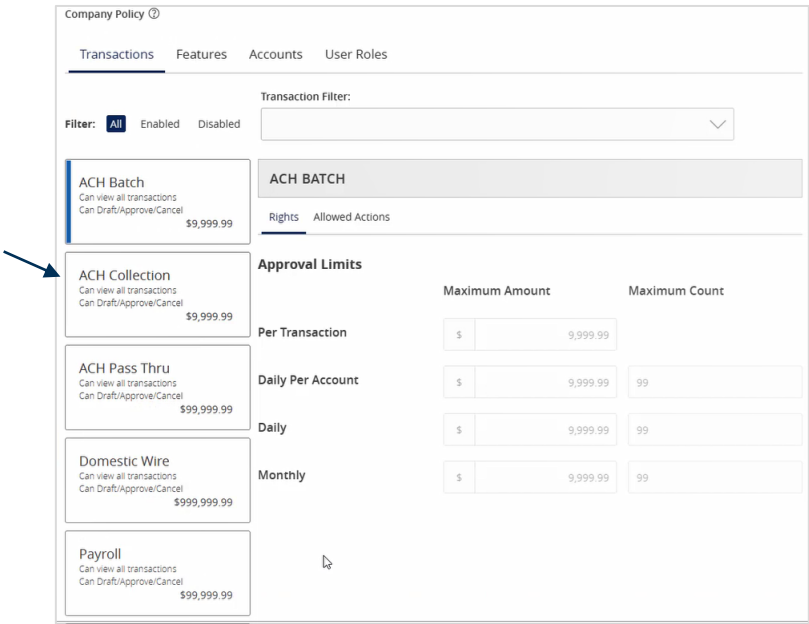 Company Policy ?
Transactions Features Accounts User Roles
Transaction Filter:
Filter: All Enabled Disabled
ACH Batch
Can view all transactions
Can Draft/Approve/Cancel
$9,999.99
ACH Collection
Can view all transactions
Can Draft/Approve/Cancel
$9,999.99
ACH Pass Thru
Can view all transactions
Can Draft/Approve/Cancel
$99,999.99
Domestic Wire
Can view all transactions
Can Draft/Approve/Cancel
$999,999.99
Payroll
Can view all transactions
Can Draft/Approve/Cancel
$99,999.99
ACH BATCH
Rights Allowed Actions
Approval Limits
Maximum Amount Maximum Count
Per Transaction $ 9,999.99
Daily Per Account $ 9,999.99 99
Daily $ 9,999.99 99
Monthly $ 9,999.99 99